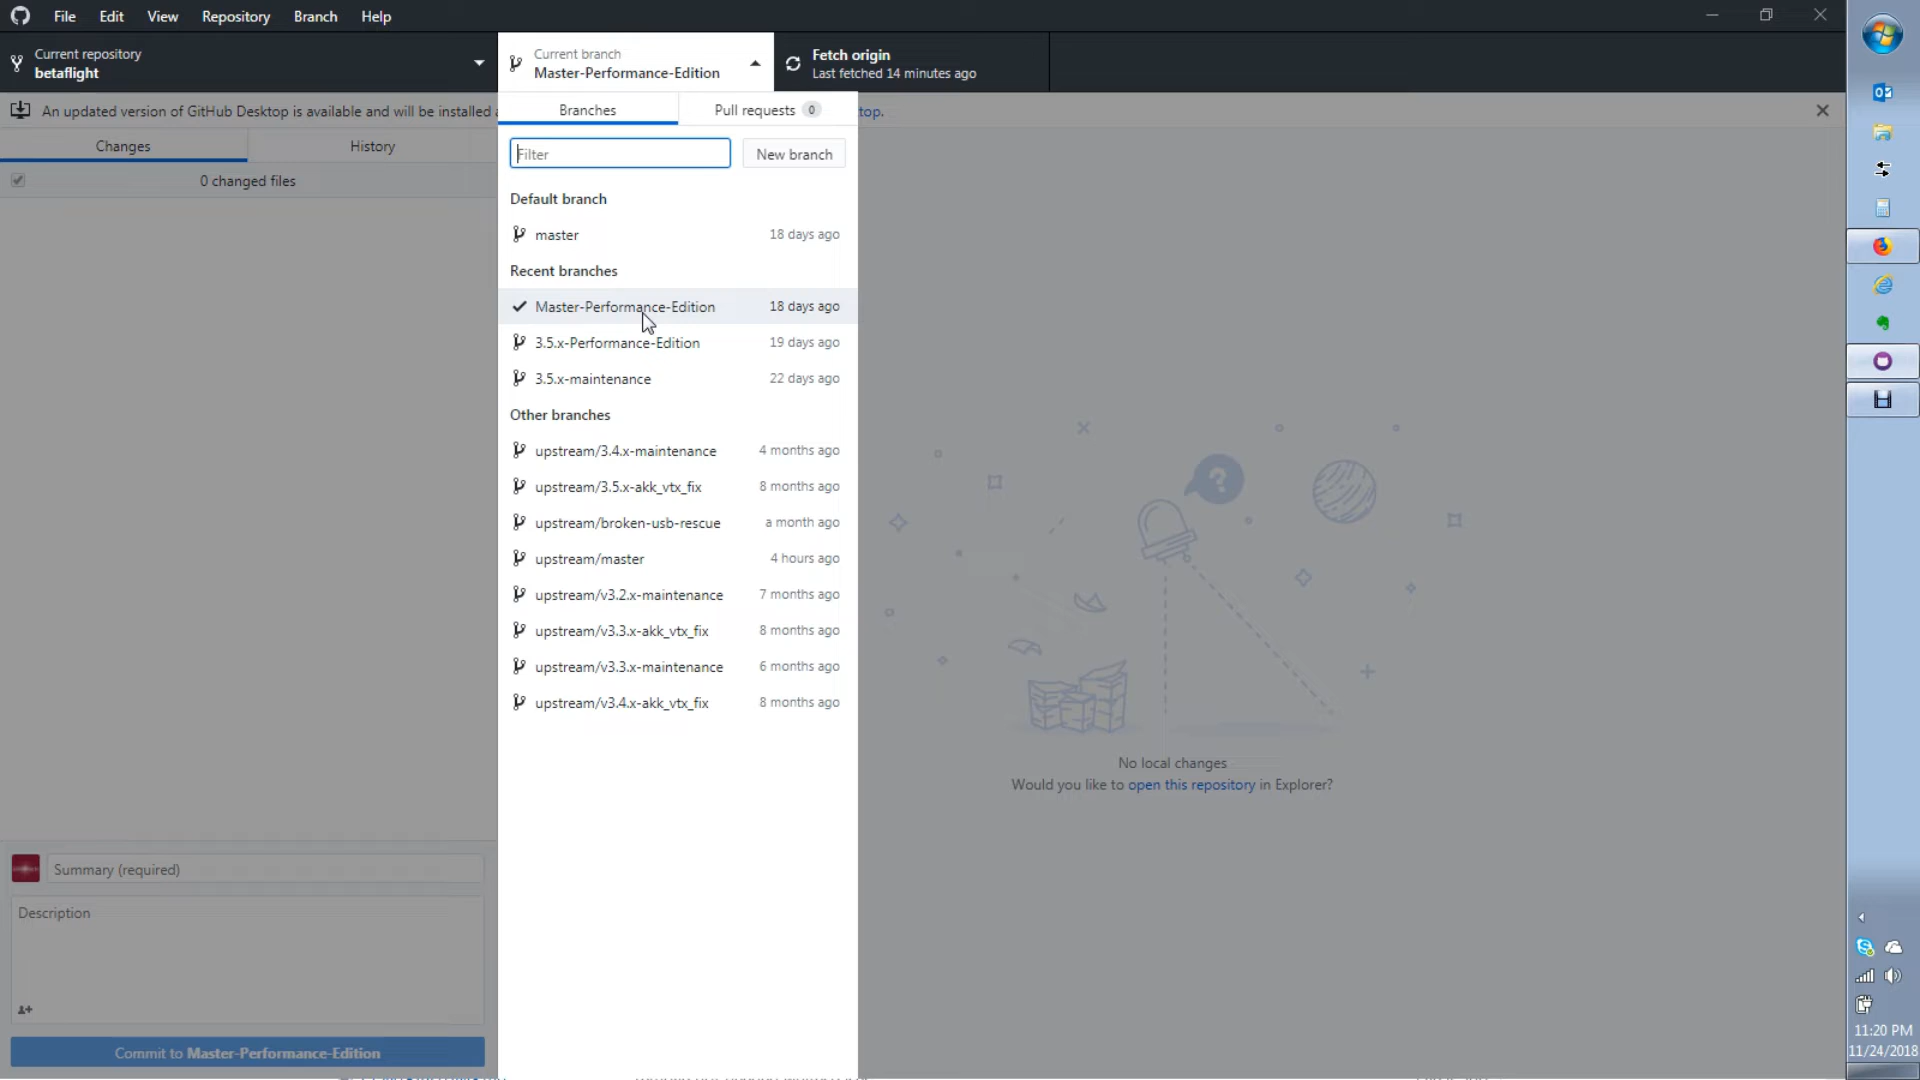 File Edit View Repository Branch Help
Current repository
betaflight
Current branch
Master-Performance-Edition
Fetch origin
Last fetched 14 minutes ago
An updated version of GitHub Desktop is available and will be installed
top.
Branches
Pull requests 0
Changes
History
Filter
New branch
0 changed files
Default branch
master 18 days ago
Recent branches
Master-Performance-Edition 18 days ago
3.5.x-Performance-Edition 19 days ago
3.5.x-maintenance 22 days ago
Other branches
upstream/3.4.x-maintenance 4 months ago
upstream/3.5.x-akk_vtx_fix 8 months ago
upstream/broken-usb-rescue a month ago
upstream/master 4 hours ago
upstream/v3.2.x-maintenance 7 months ago
upstream/v3.3.x-akk_vtx_fix 8 months ago
upstream/v3.3.x-maintenance 6 months ago
upstream/v3.4.x-akk_vtx_fix 8 months ago
No local changes
Would you like to open this repository in Explorer?
Summary (required)
Description
Commit to Master-Performance-Edition
11:20 PM
11/24/2018